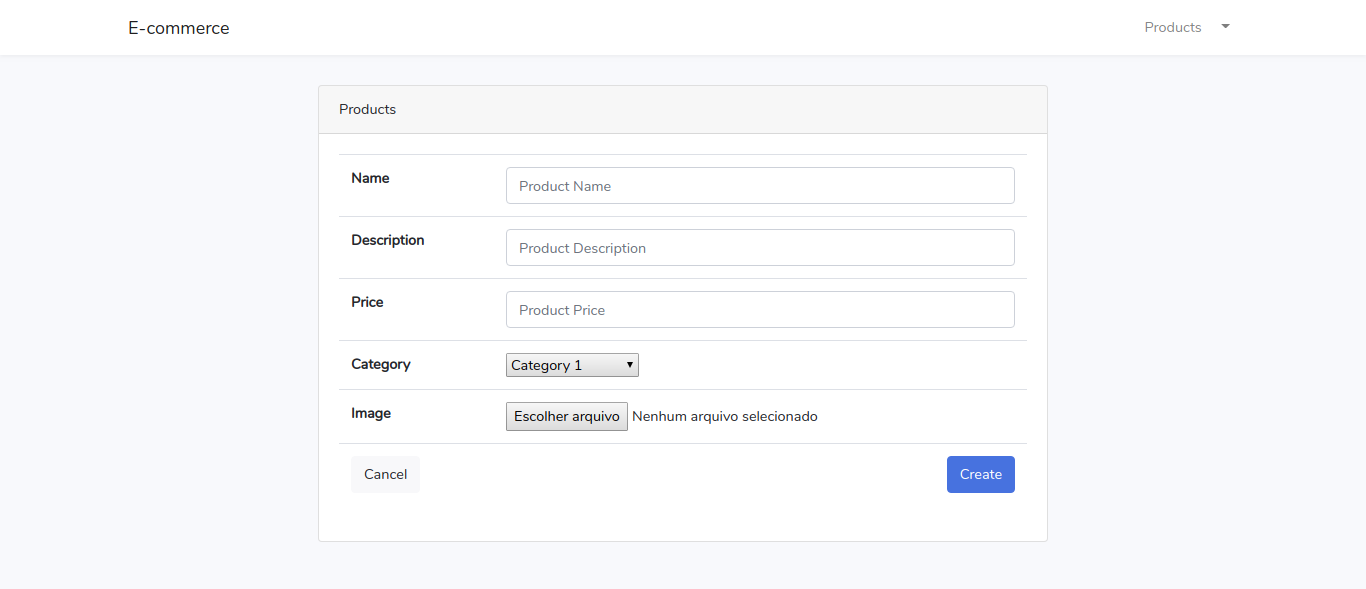 E-commerce
Products
Products
Name
Product Name
Description
Product Description
Price
Product Price
Category
Category 1
Image
Escolher arquivo Nenhum arquivo selecionado
Cancel
Create